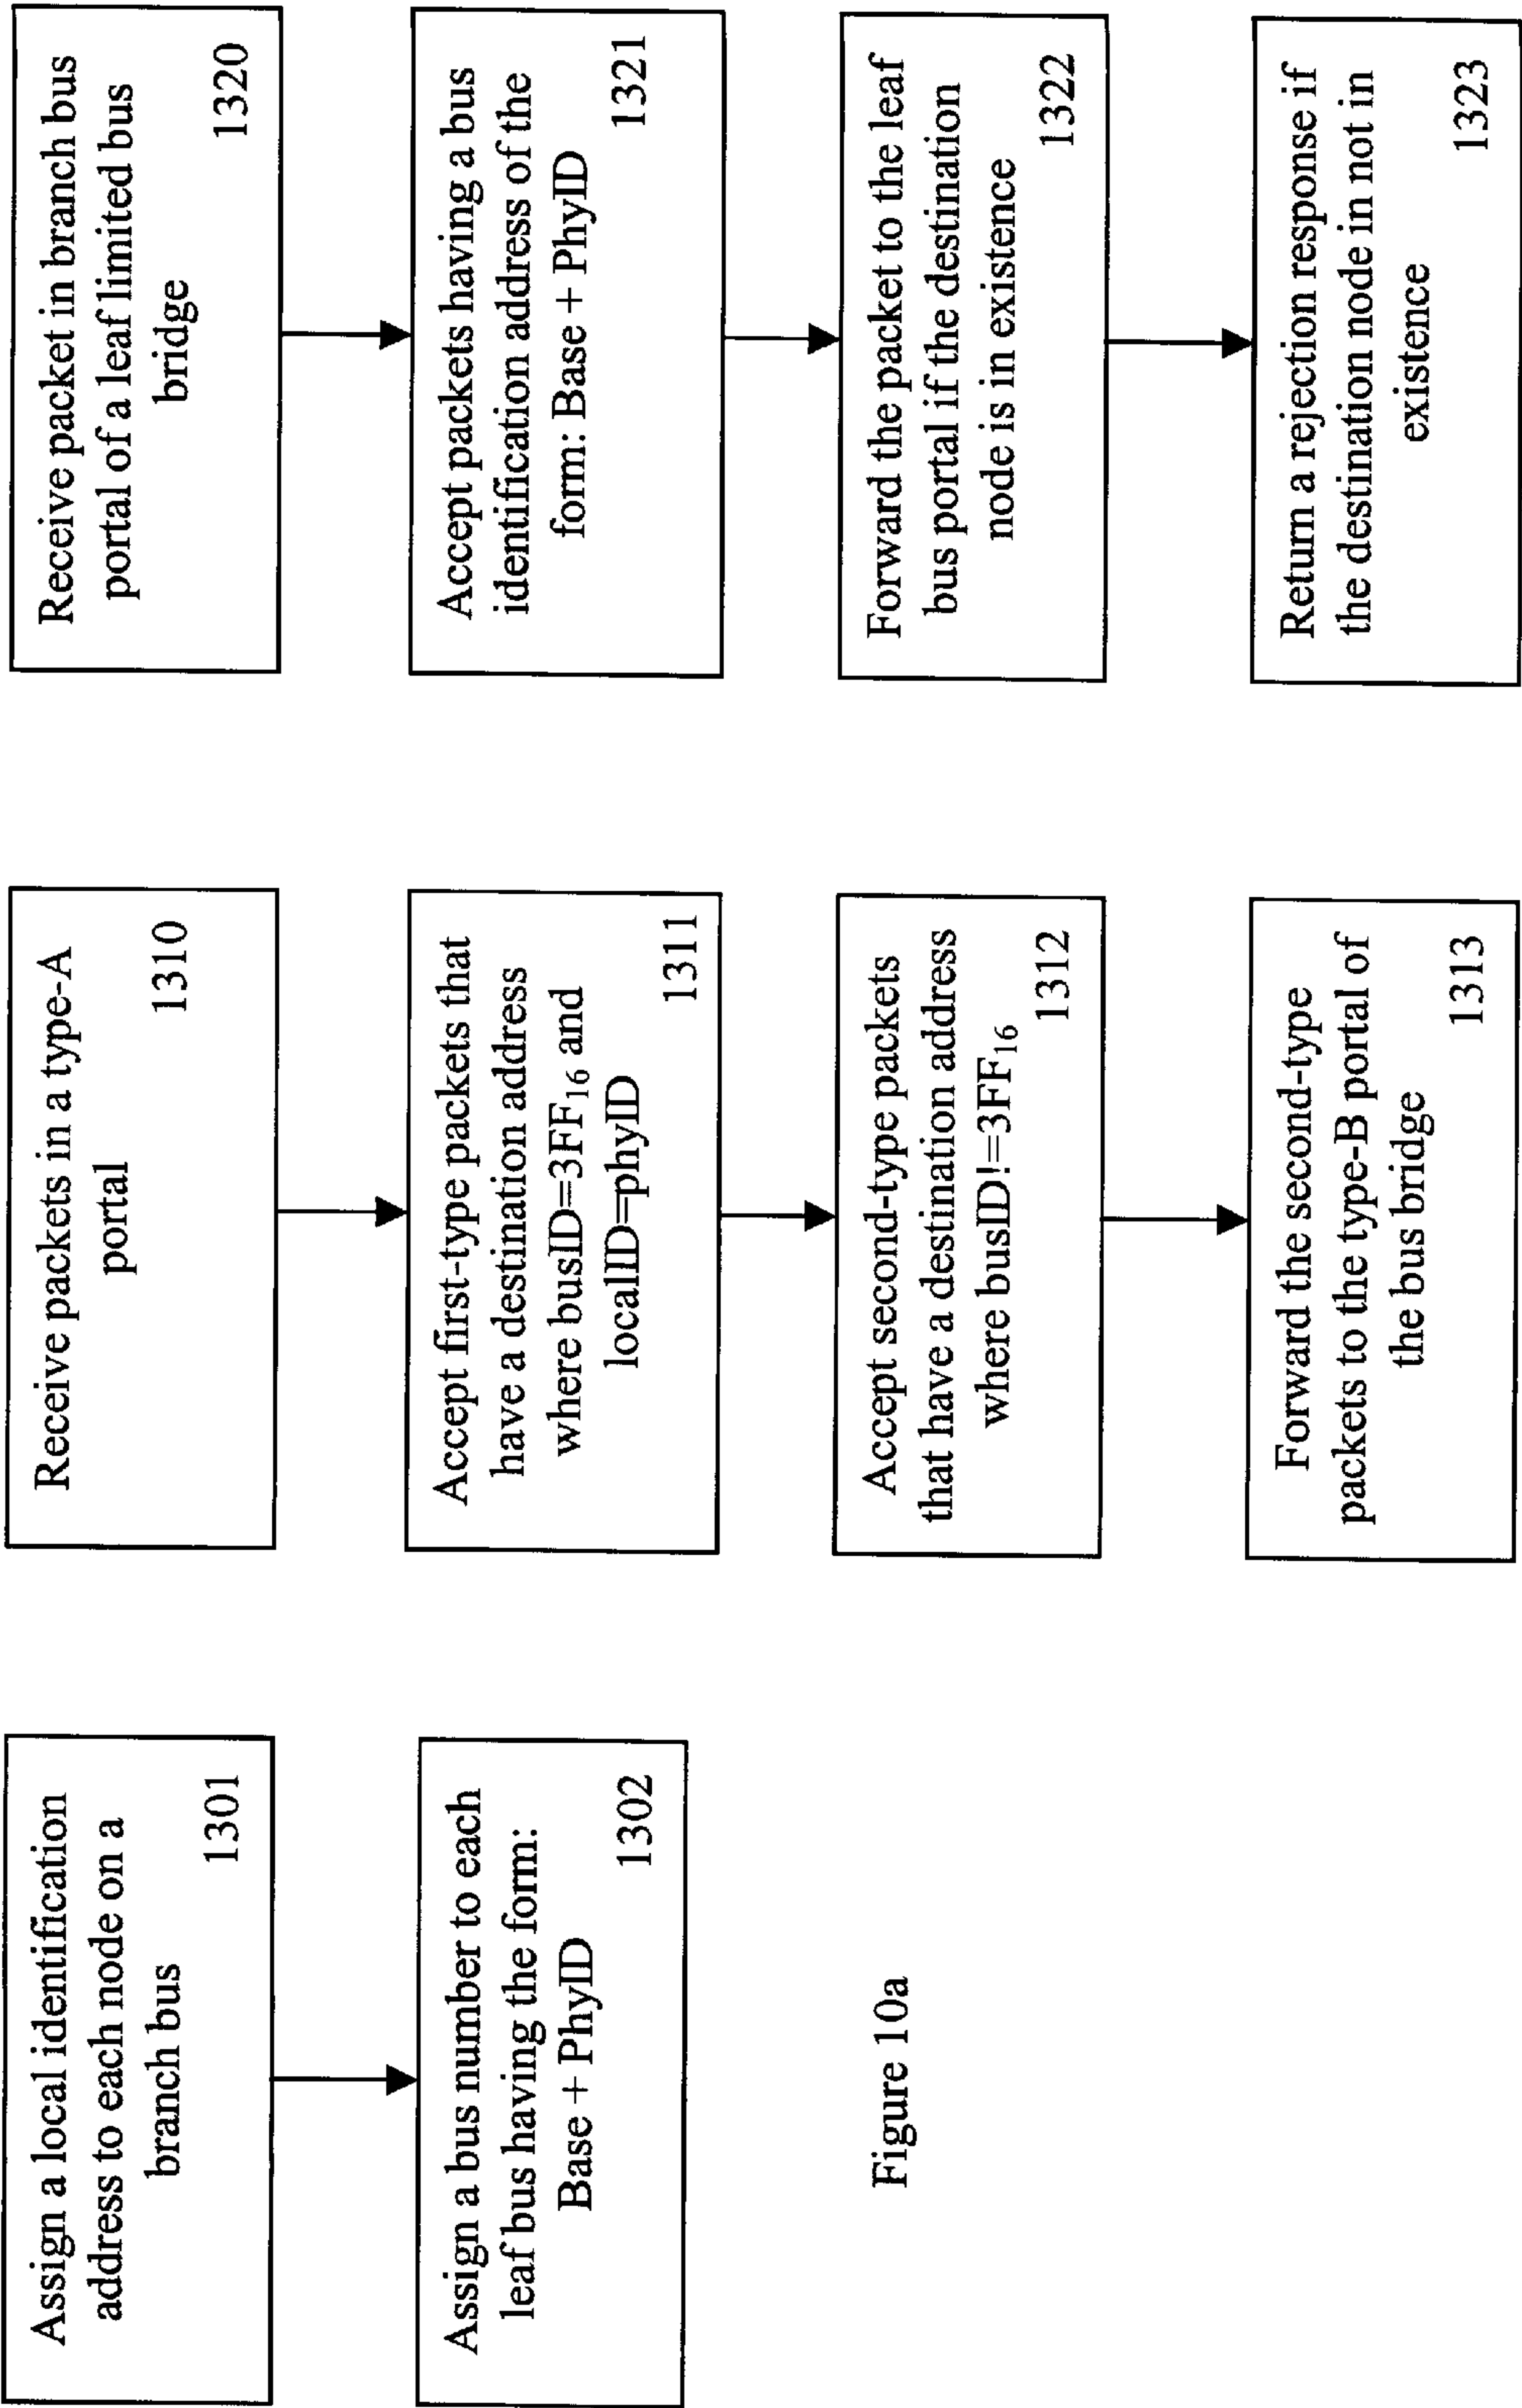 Assign a local identification
address to each node on a
branch bus
1301
Assign a bus number to each
leaf bus having the form:
Base + PhyID
1302
Figure 10a
Receive packets in a type-A
portal
1310
Accept first-type packets that
have a destination address
where busID=3FF₁₆ and
localID=phyID
1311
Accept second-type packets
that have a destination address
where busID!=3FF₁₆
1312
Forward the second-type
packets to the type-B portal of
the bus bridge
1313
Receive packet in branch bus
portal of a leaf limited bus
bridge
1320
Accept packets having a bus
identification address of the
form: Base + PhyID
1321
Forward the packet to the leaf
bus portal if the destination
node is in existence
1322
Return a rejection response if
the destination node in not in
existence
1323